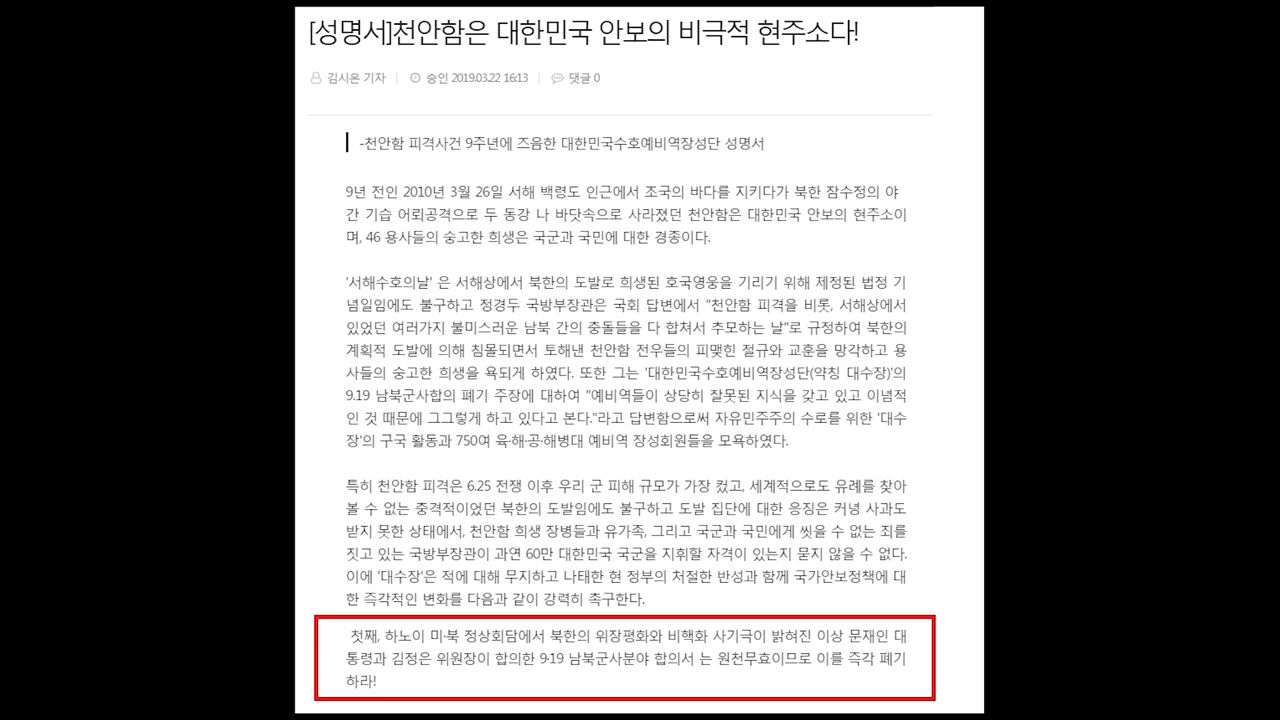 [성명서]천안함은 대한민국 안보의 비극적 현주소다!
김시온 기자 | 승인 2019.03.22 16:13 | 댓글 0
-천안함 피격사건 9주년에 즈음한 대한민국수호예비역장성단 성명서
9년 전인 2010년 3월 26일 서해 백령도 인근에서 조국의 바다를 지키다가 북한 잠수정의 야
간 기습 어뢰공격으로 두 동강 나 바닷속으로 사라졌던 천안함은 대한민국 안보의 현주소이
며, 46 용사들의 숭고한 희생은 국군과 국민에 대한 경종이다.
'서해수호의날' 은 서해상에서 북한의 도발로 희생된 호국영웅을 기리기 위해 제정된 법정 기
념일임에도 불구하고 정경두 국방부장관은 국회 답변에서 "천안함 피격을 비롯, 서해상에서
있었던 여러가지 불미스러운 남북 간의 충돌들을 다 합쳐서 추모하는 날"로 규정하여 북한의
계획적 도발에 의해 침몰되면서 토해낸 천안함 전우들의 피맺힌 절규와 교훈을 망각하고 용
사들의 숭고한 희생을 욕되게 하였다. 또한 그는 '대한민국수호예비역장성단(약칭 대수장)'의
9.19 남북군사합의 폐기 주장에 대하여 "예비역들이 상당히 잘못된 지식을 갖고 있고 이념적
인 것 때문에 그그렇게 하고 있다고 본다."라고 답변함으로써 자유민주주의 수로를 위한 '대수
장'의 구국 활동과 750여 육·해·공·해병대 예비역 장성회원들을 모욕하였다.
특히 천안함 피격은 6.25 전쟁 이후 우리 군 피해 규모가 가장 컸고, 세계적으로도 유례를 찾아
볼 수 없는 충격적이었던 북한의 도발임에도 불구하고 도발 집단에 대한 응징은 커녕 사과도
받지 못한 상태에서, 천안함 희생 장병들과 유가족, 그리고 국군과 국민에게 씻을 수 없는 죄를
짓고 있는 국방부장관이 과연 60만 대한민국 국군을 지휘할 자격이 있는지 묻지 않을 수 없다.
이에 '대수장'은 적에 대해 무지하고 나태한 현 정부의 처절한 반성과 함께 국가안보정책에 대
한 즉각적인 변화를 다음과 같이 강력히 촉구한다.
첫째, 하노이 미·북 정상회담에서 북한의 위장평화와 비핵화 사기극이 밝혀진 이상 문재인 대
통령과 김정은 위원장이 합의한 9·19 남북군사분야 합의서 는 원천무효이므로 이를 즉각 폐기
하라!